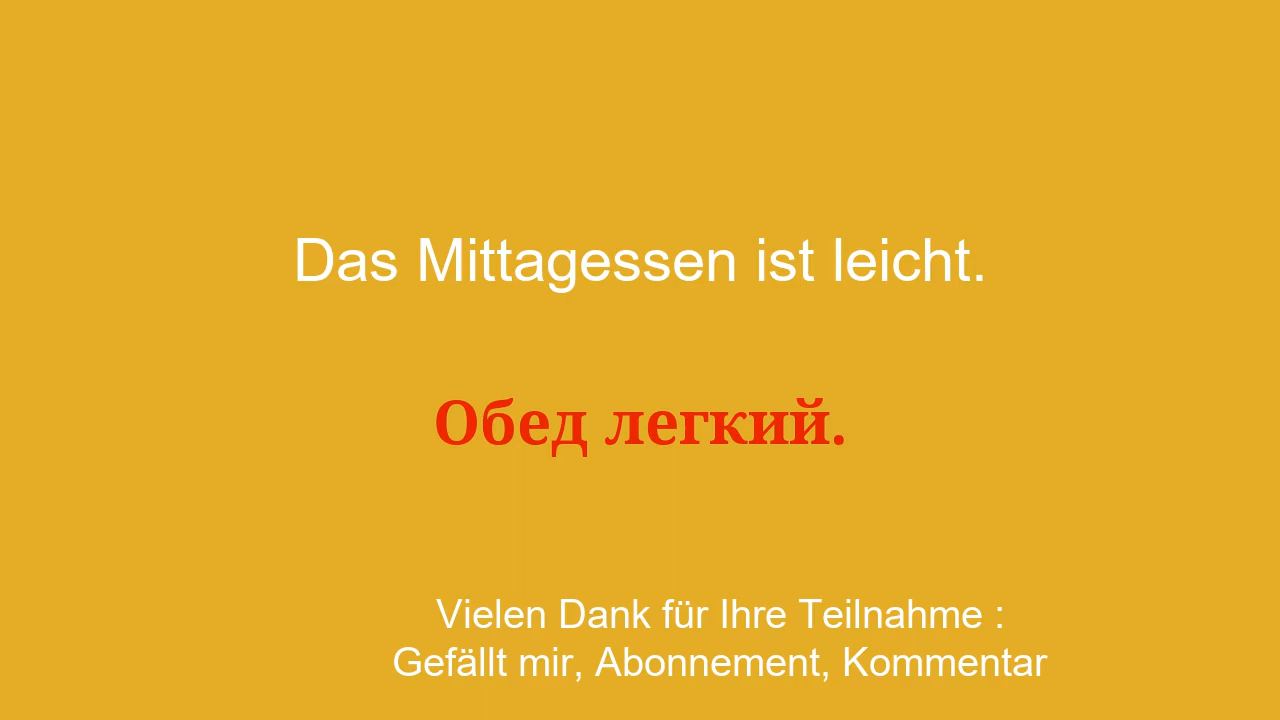 Das Mittagessen ist leicht.
Обед легкий.
Vielen Dank für Ihre Teilnahme :
Gefällt mir, Abonnement, Kommentar